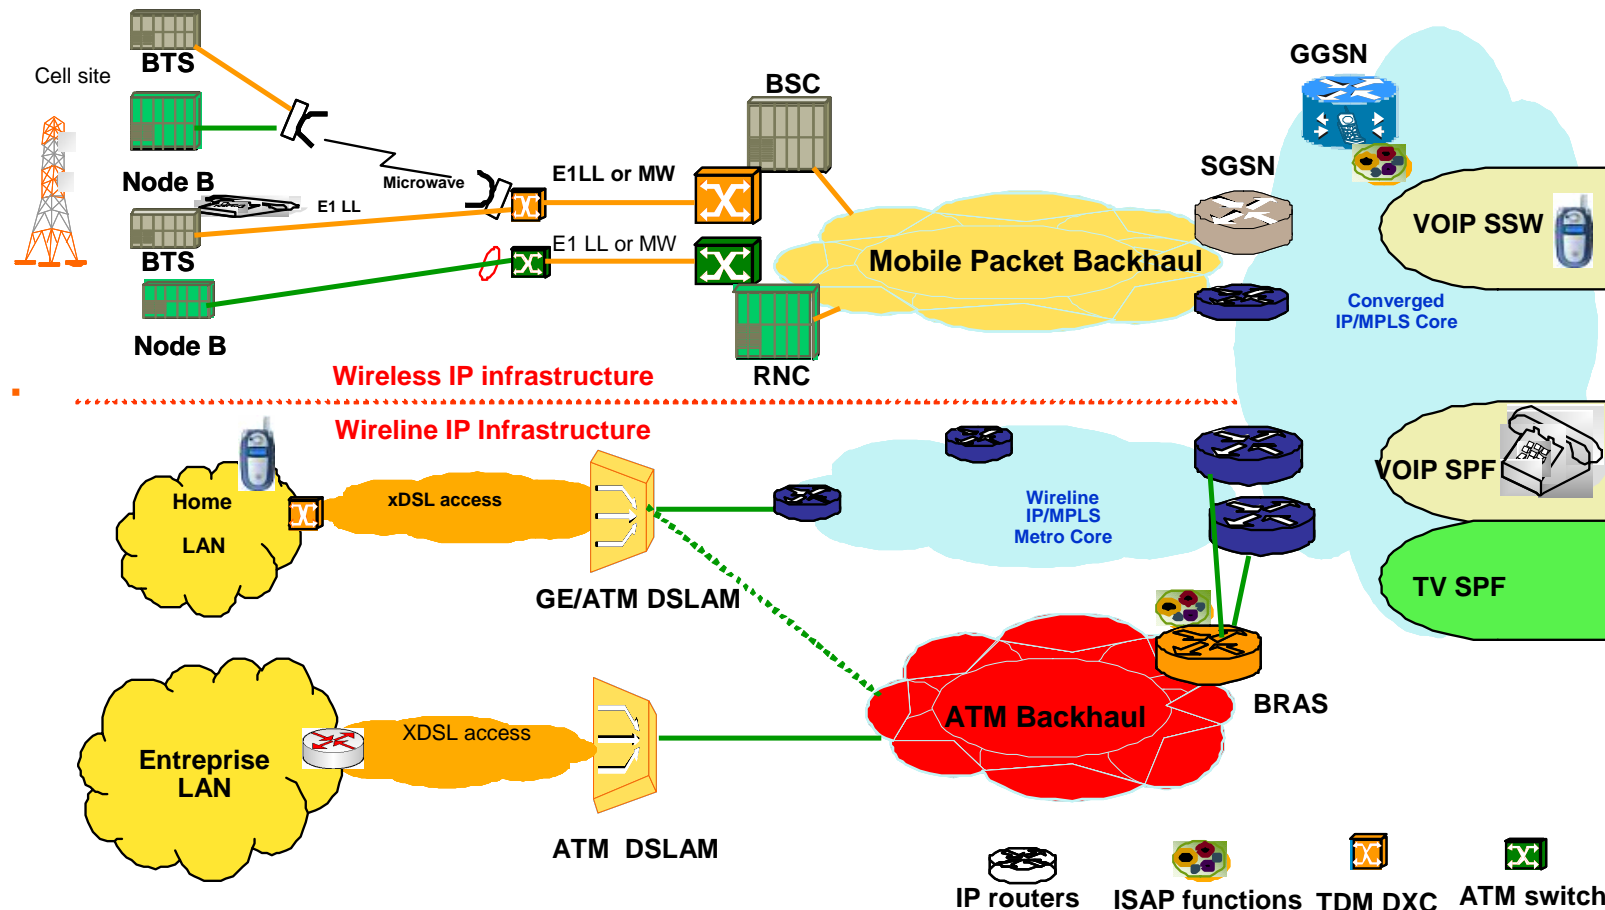 GGSN
BTS
Cell site
BSC
Node B
Microwave
E1LL or MW
SGSN
E1 LL
VOIP SSW
BTS
E1 LL or MW
Mobile Packet Backhaul
Converged
IP/MPLS Core
Node B
RNC
Wireless IP infrastructure
Wireline IP Infrastructure
Home
LAN
xDSL access
VOIP SPF
Wireline
IP/MPLS
Metro Core
GE/ATM DSLAM
TV SPF
BRAS
ATM Backhaul
XDSL access
Entreprise
LAN
ATM DSLAM
IP routers
ISAP functions
TDM DXC
ATM switch